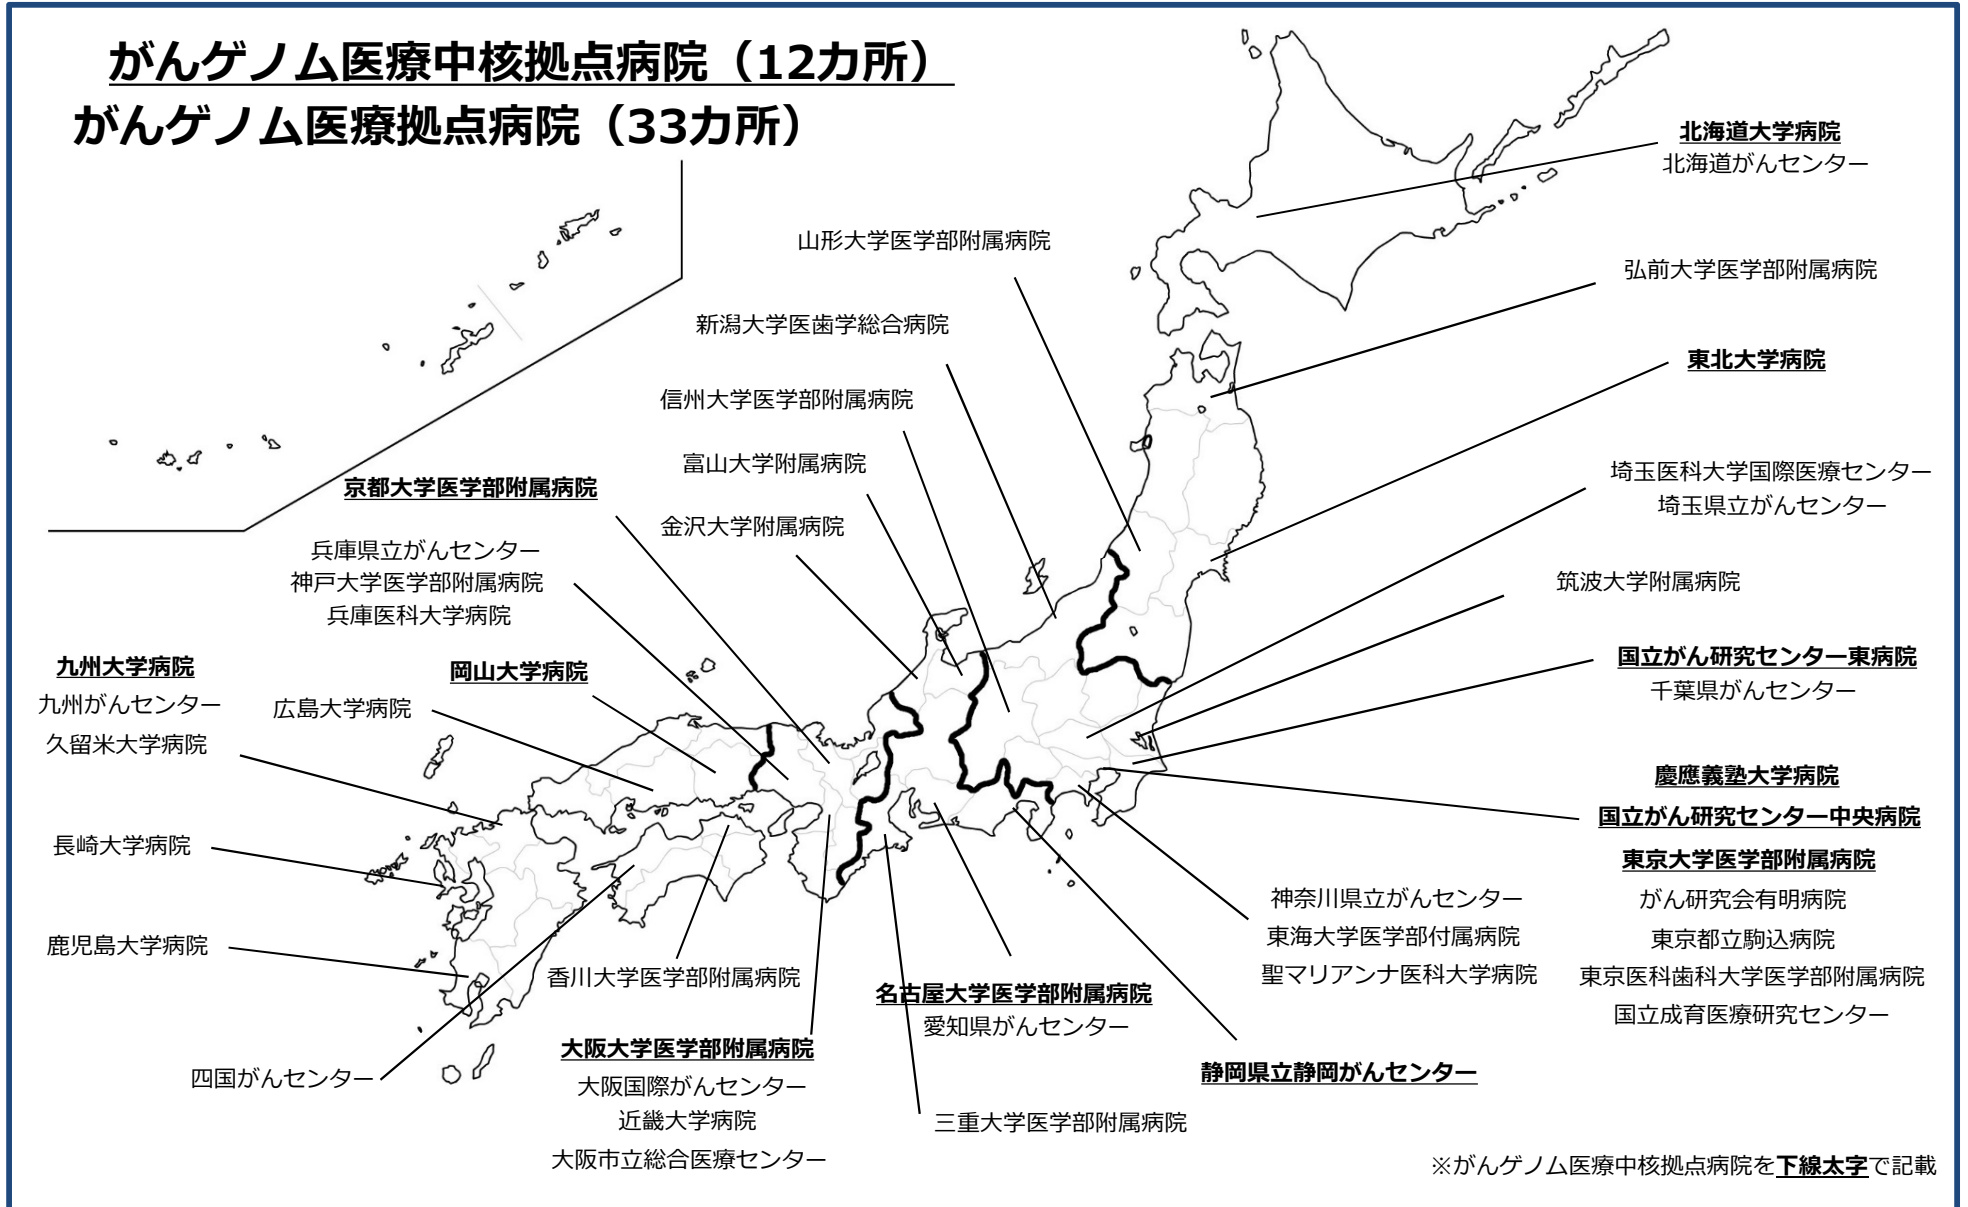 がんゲノム医療中核拠点病院（12カ所）
がんゲノム医療拠点病院（33カ所）
北海道大学病院
北海道がんセンター
山形大学医学部附属病院
弘前大学医学部附属病院
新潟大学医歯学総合病院
東北大学病院
信州大学医学部附属病院
富山大学附属病院
埼玉医科大学国際医療センター
埼玉県立がんセンター
京都大学医学部附属病院
金沢大学附属病院
兵庫県立がんセンター
神戸大学医学部附属病院
兵庫医科大学病院
筑波大学附属病院
九州大学病院
九州がんセンター
久留米大学病院
岡山大学病院
広島大学病院
国立がん研究センター東病院
千葉県がんセンター
慶應義塾大学病院
国立がん研究センター中央病院
東京大学医学部附属病院
がん研究会有明病院
東京都立駒込病院
東京医科歯科大学医学部附属病院
国立成育医療研究センター
長崎大学病院
鹿児島大学病院
神奈川県立がんセンター
東海大学医学部付属病院
聖マリアンナ医科大学病院
香川大学医学部附属病院
名古屋大学医学部附属病院
愛知県がんセンター
四国がんセンター
大阪大学医学部附属病院
大阪国際がんセンター
近畿大学病院
大阪市立総合医療センター
静岡県立静岡がんセンター
三重大学医学部附属病院
※がんゲノム医療中核拠点病院を下線太字で記載